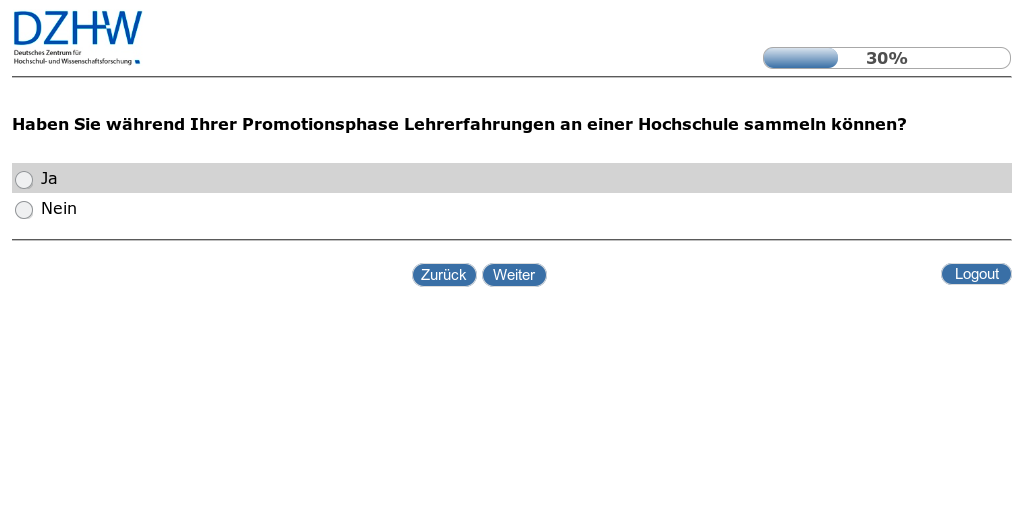 DZHW
Deutsches Zentrum für
Hochschul- und Wissenschaftsforschung
30%
Haben Sie während Ihrer Promotionsphase Lehrerfahrungen an einer Hochschule sammeln können?
Ja
Nein
Zurück Weiter Logout